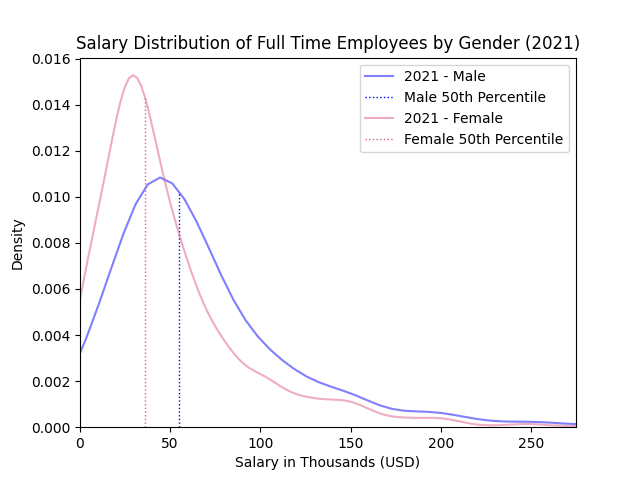 Salary Distribution of Full Time Employees by Gender (2021)
2021 - Male
Male 50th Percentile
2021 - Female
Female 50th Percentile
Density
0.016
0.014
0.012
0.010
0.008
0.006
0.004
0.002
0.000
0 50 100 150 200 250
Salary in Thousands (USD)